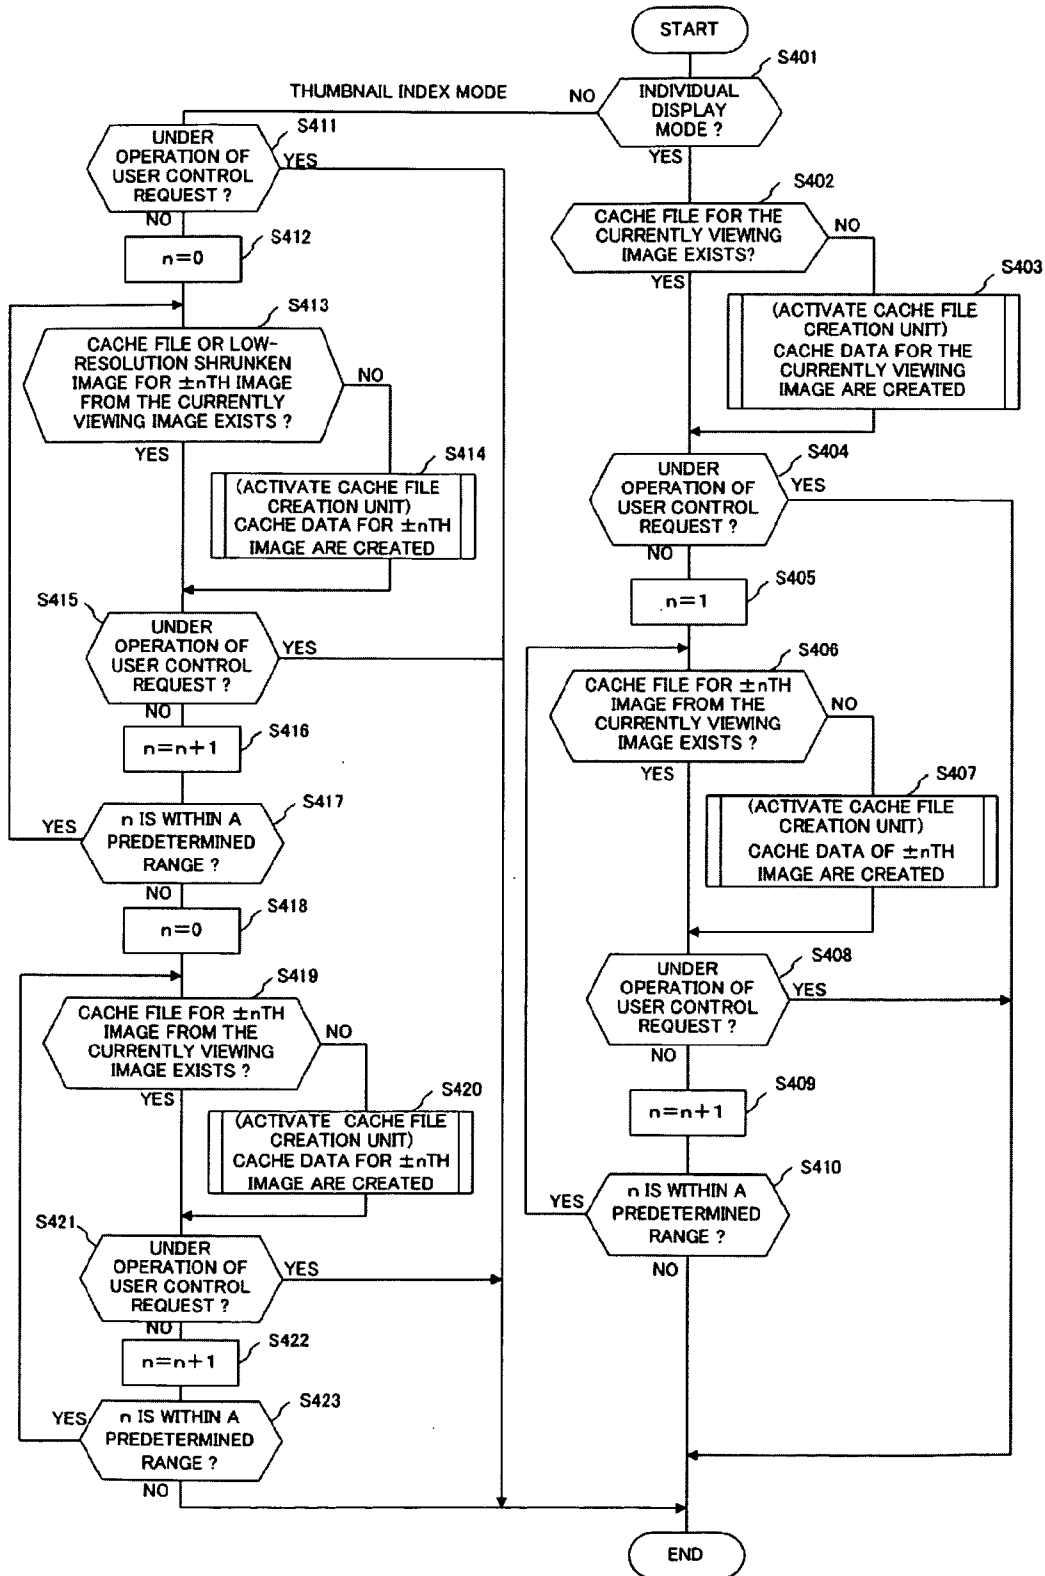 START
S401
THUMBNAIL INDEX MODE
NO
INDIVIDUAL
DISPLAY
MODE ?
YES
S411
UNDER
OPERATION OF
USER CONTROL
REQUEST ?
YES
NO
S412
n=0
S413
CACHE FILE OR LOW-
RESOLUTION SHRUNKEN
IMAGE FOR ±nTH IMAGE
FROM THE CURRENTLY
VIEWING IMAGE EXISTS ?
NO
YES
S414
(ACTIVATE CACHE FILE
CREATION UNIT)
CACHE DATA FOR ±nTH
IMAGE ARE CREATED
S415
UNDER
OPERATION OF
USER CONTROL
REQUEST ?
YES
NO
S416
n=n+1
S417
YES
n IS WITHIN A
PREDETERMINED
RANGE ?
NO
S418
n=0
S419
CACHE FILE FOR ±nTH
IMAGE FROM THE
CURRENTLY VIEWING
IMAGE EXISTS ?
NO
YES
S420
(ACTIVATE CACHE FILE
CREATION UNIT)
CACHE DATA FOR ±nTH
IMAGE ARE CREATED
S421
UNDER
OPERATION OF
USER CONTROL
REQUEST ?
YES
NO
S422
n=n+1
S423
YES
n IS WITHIN A
PREDETERMINED
RANGE ?
NO
S402
CACHE FILE FOR THE
CURRENTLY VIEWING
IMAGE EXISTS?
NO
YES
S403
(ACTIVATE CACHE FILE
CREATION UNIT)
CACHE DATA FOR THE
CURRENTLY VIEWING
IMAGE ARE CREATED
S404
UNDER
OPERATION OF
USER CONTROL
REQUEST ?
YES
NO
S405
n=1
S406
CACHE FILE FOR ±nTH
IMAGE FROM THE
CURRENTLY VIEWING
IMAGE EXISTS ?
NO
YES
S407
(ACTIVATE CACHE FILE
CREATION UNIT)
CACHE DATA OF ±nTH
IMAGE ARE CREATED
S408
UNDER
OPERATION OF
USER CONTROL
REQUEST ?
YES
NO
S409
n=n+1
S410
YES
n IS WITHIN A
PREDETERMINED
RANGE ?
NO
END